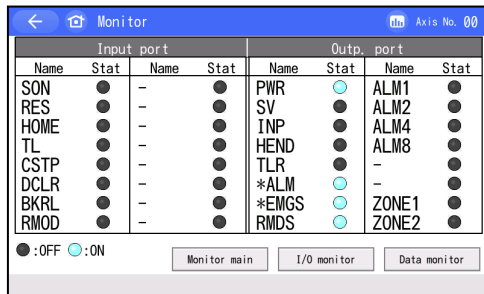 Monitor Axis No. 00
Input port Outp. port
Name Stat Name Stat Name Stat Name Stat
SON – PWR ALM1
RES – SV ALM2
HOME – INP ALM4
TL – HEND ALM8
CSTP – TLR –
DCLR – *ALM –
BKRL – *EMGS ZONE1
RMOD – RMDS ZONE2
:OFF :ON
Monitor main I/O monitor Data monitor